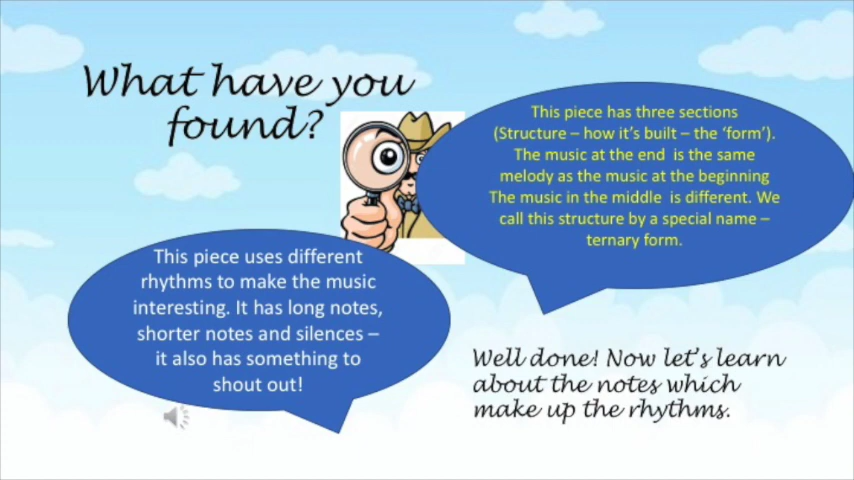 What have you
found?
This piece has three sections
(Structure – how it's built – the 'form').
The music at the end  is the same
melody as the music at the beginning
The music in the middle  is different. We
call this structure by a special name –
ternary form.
This piece uses different
rhythms to make the music
interesting. It has long notes,
shorter notes and silences –
it also has something to
shout out!
Well done! Now let's learn
about the notes which
make up the rhythms.